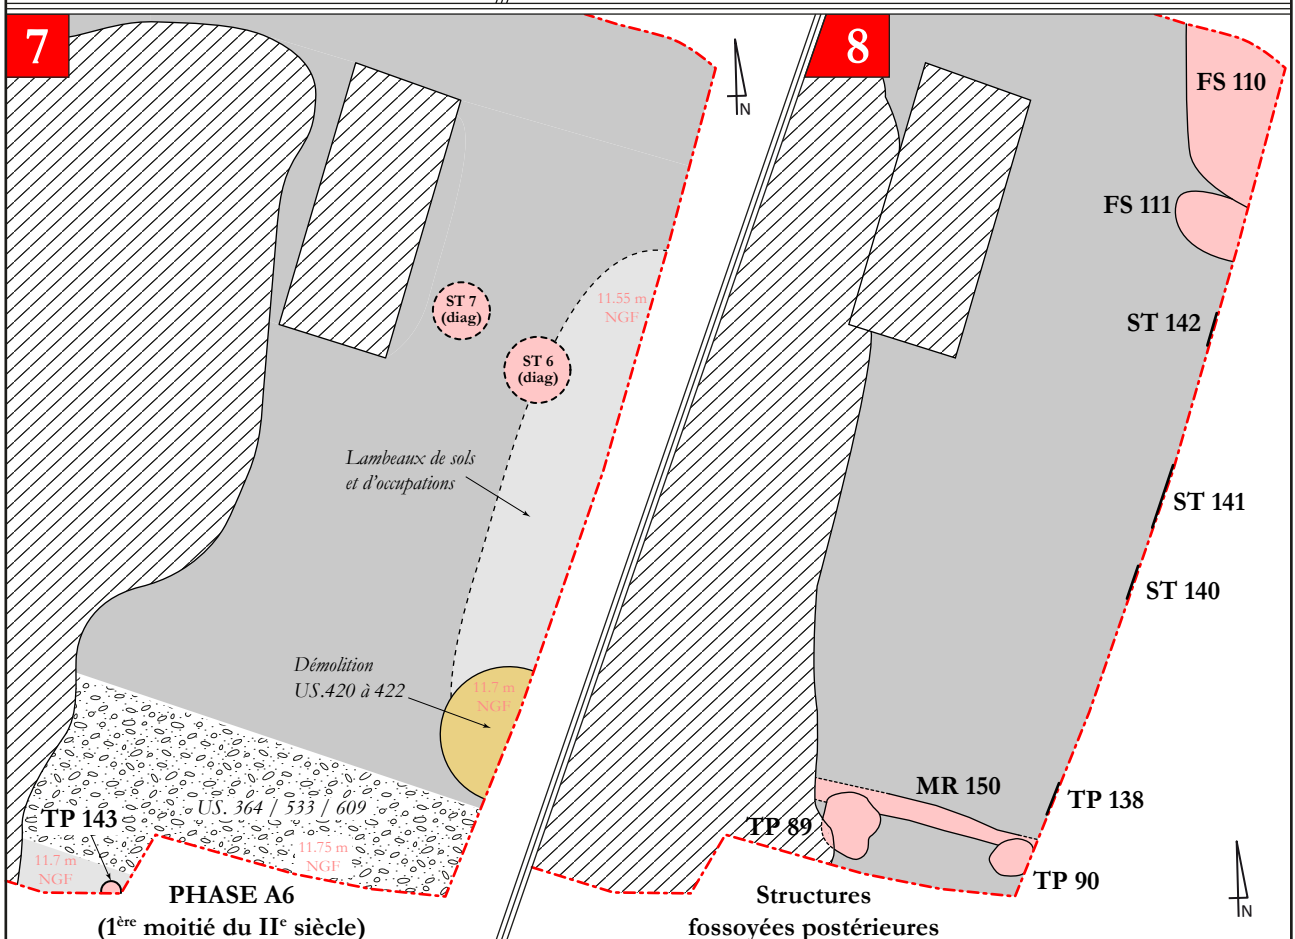 7
N
11.55 m
NGF
ST 7
(diag)
ST 6
(diag)
Lambeaux de sols
et d'occupations
Démolition
US.420 à 422
11.7 m
NGF
US. 364 / 533 / 609
TP 143
11.7 m
NGF
11.75 m
NGF
PHASE A6
(1ère moitié du IIe siècle)
8
FS 110
FS 111
ST 142
ST 141
ST 140
MR 150
TP 138
TP 89
TP 90
N
Structures
fossoyées postérieures